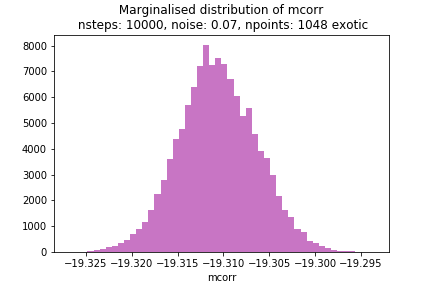 Marginalised distribution of mcorr
nsteps: 10000, noise: 0.07, npoints: 1048 exotic
8000
7000
6000
5000
4000
3000
2000
1000
0
−19.325 −19.320 −19.315 −19.310 −19.305 −19.300 −19.295
mcorr